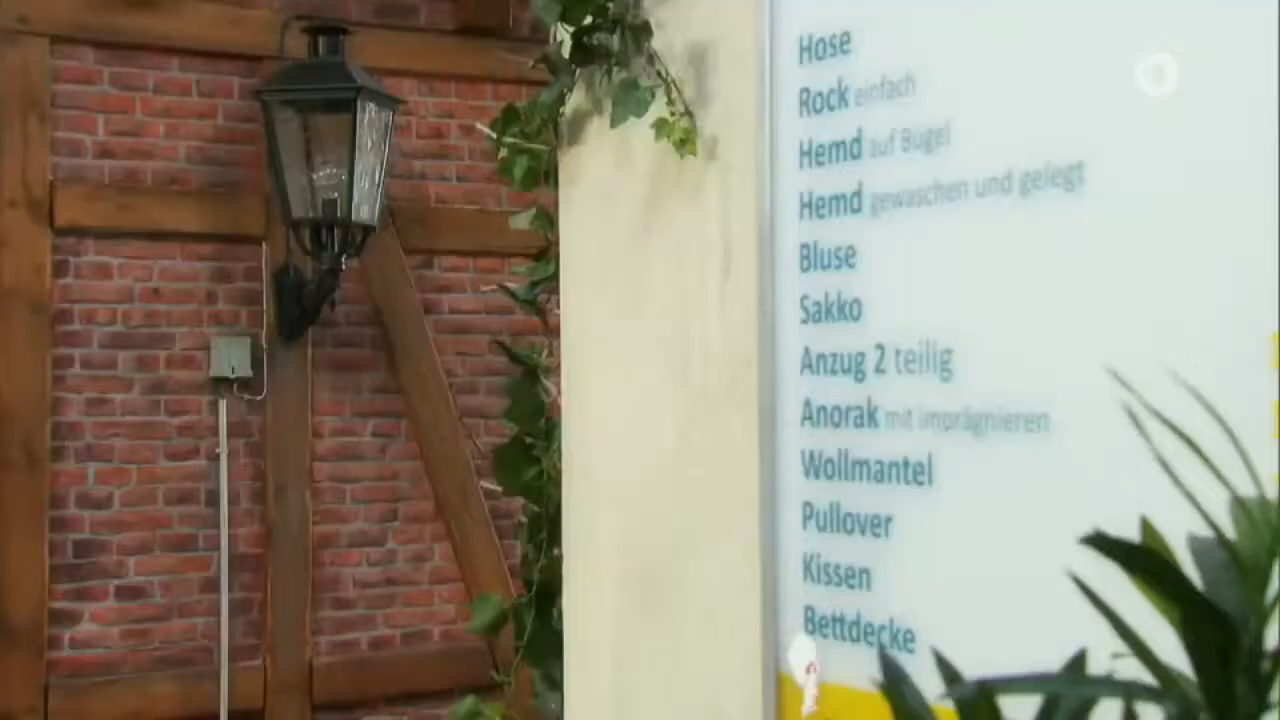 Hose
Rock einfach
Hemd auf Bügel
Hemd gewaschen und gelegt
Bluse
Sakko
Anzug 2 teilig
Anorak mit imprägnieren
Wollmantel
Pullover
Kissen
Bettdecke